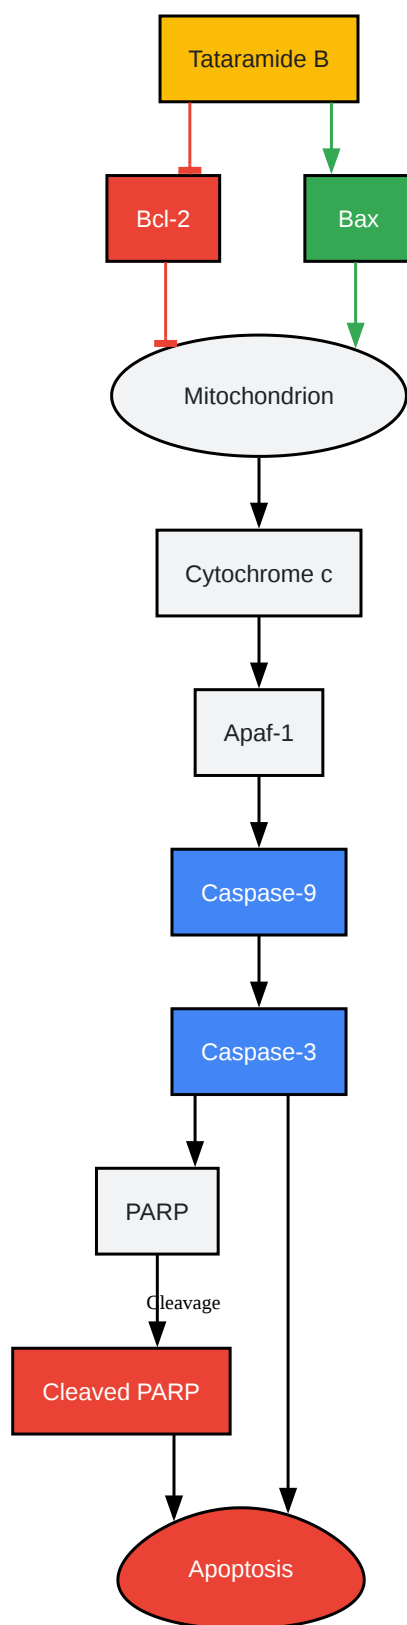 Tataramide B
Bcl-2
Bax
Mitochondrion
Cytochrome c
Apaf-1
Caspase-9
Caspase-3
PARP
Cleavage
Cleaved PARP
Apoptosis